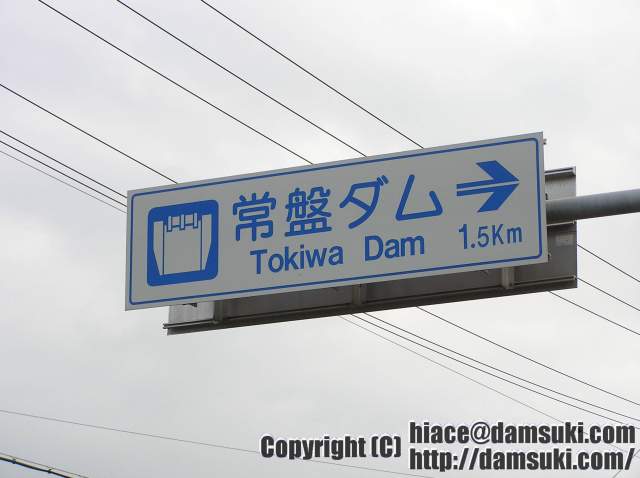 常盤ダム
Tokiwa Dam 1.5Km
Copyright (C) hiace@damsuki.com
http://damsuki.com/